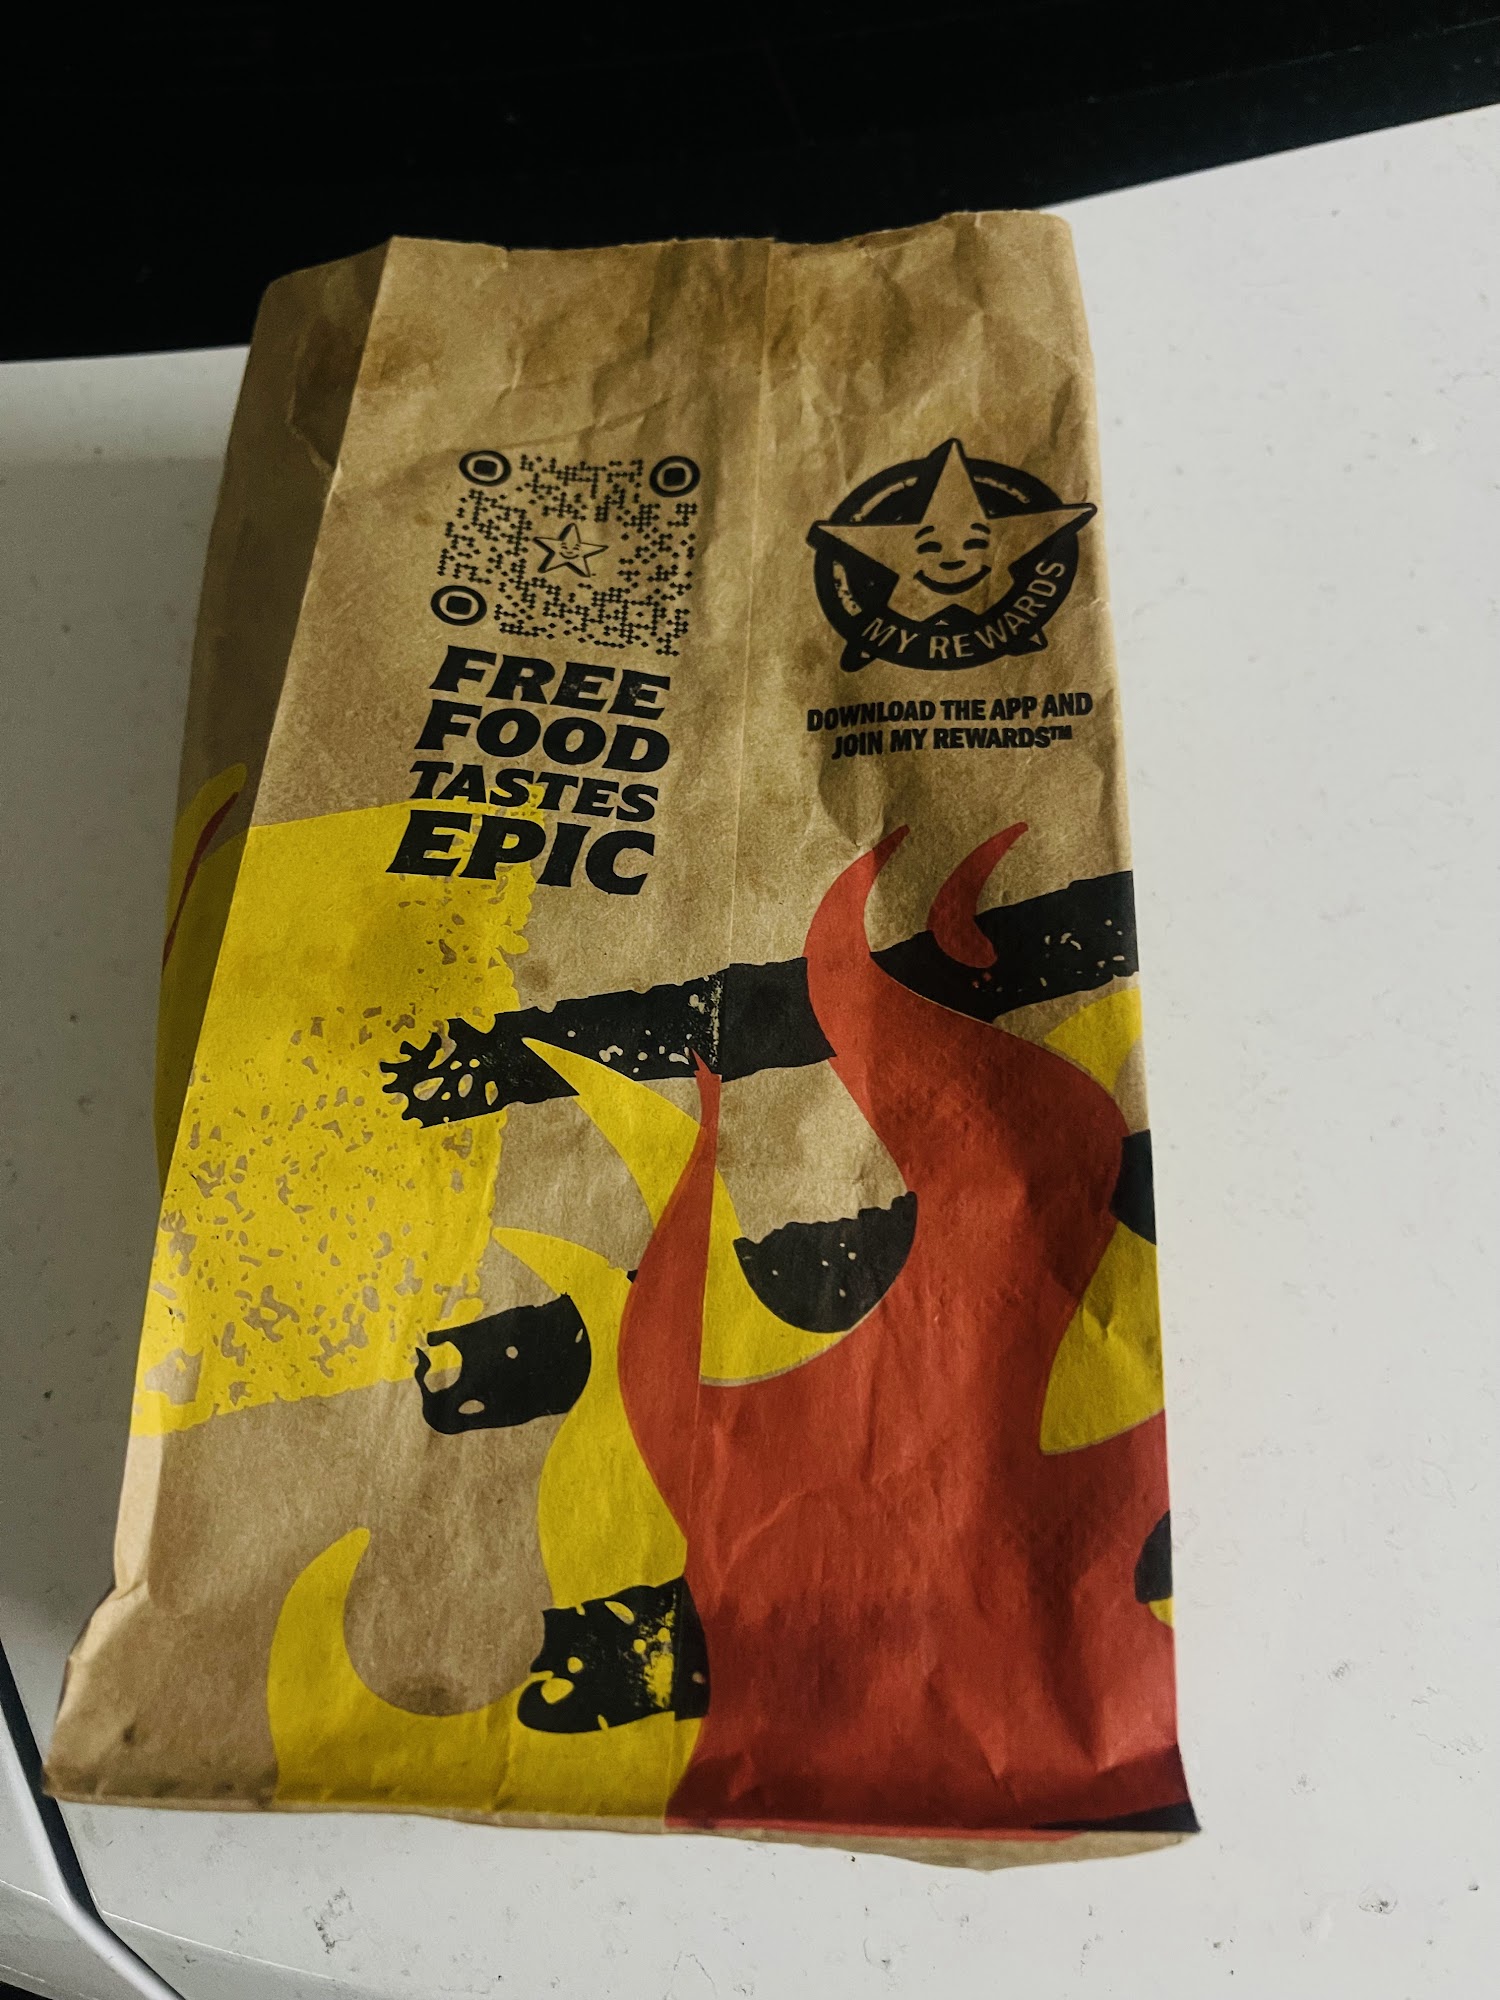 FREE
FOOD
TASTES
EPIC
MY REWARDS
DOWNLOAD THE APP AND
JOIN MY REWARDS™